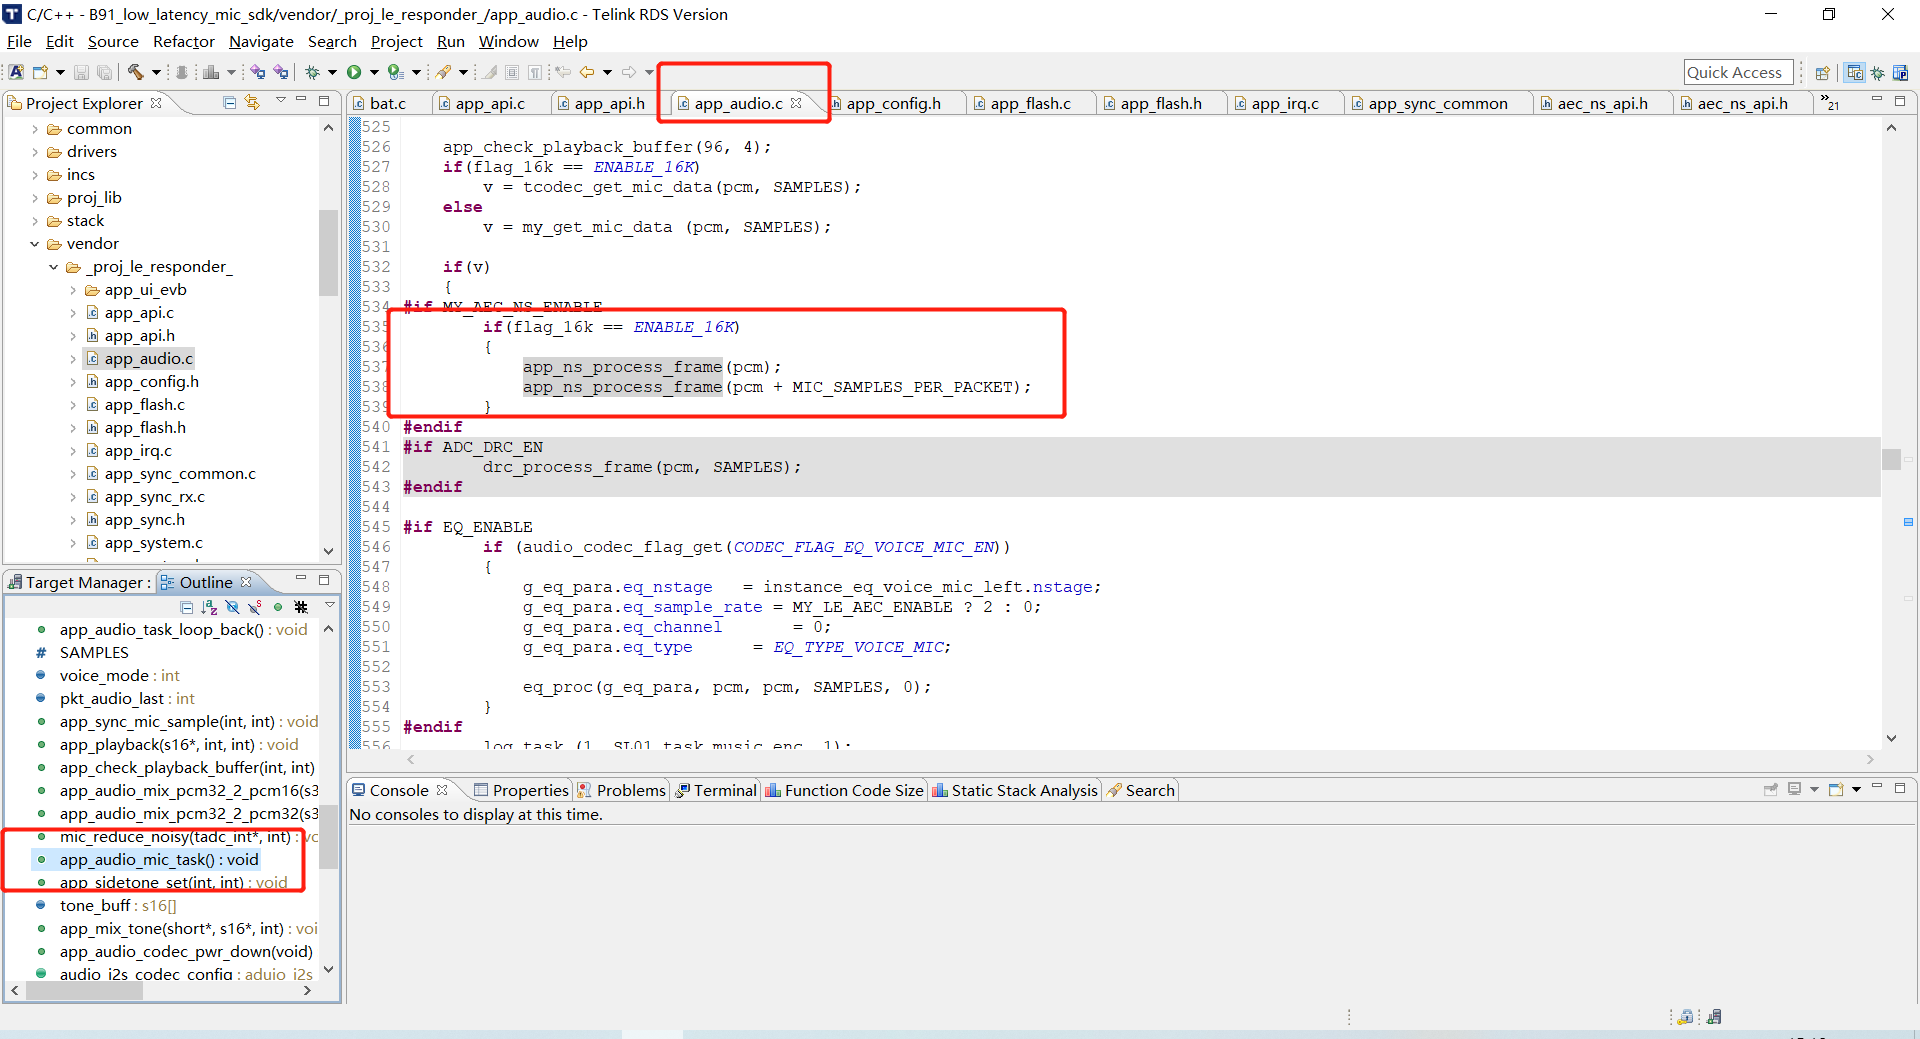 C/C++ - B91_low_latency_mic_sdk/vendor/_proj_le_responder_/app_audio.c - Telink RDS Version
File Edit Source Refactor Navigate Search Project Run Window Help
Quick Access
Project Explorer
common
drivers
incs
proj_lib
stack
vendor
_proj_le_responder_
app_ui_evb
app_api.c
app_api.h
app_audio.c
app_config.h
app_flash.c
app_flash.h
app_irq.c
app_sync_common.c
app_sync_rx.c
app_sync.h
app_system.c
Target Manager : Outline
app_audio_task_loop_back() : void
# SAMPLES
voice_mode : int
pkt_audio_last : int
app_sync_mic_sample(int, int) : void
app_playback(s16*, int, int) : void
app_check_playback_buffer(int, int)
app_audio_mix_pcm32_2_pcm16(s3
app_audio_mix_pcm32_2_pcm32(s3
mic_reduce_noisy(tadc_int*, int) : vo
app_audio_mic_task() : void
app_sidetone_set(int, int) : void
tone_buff : s16[]
app_mix_tone(short*, s16*, int) : voi
app_audio_codec_pwr_down(void)
audio_i2s_codec_config : aduio_i2s
bat.c app_api.c app_api.h app_audio.c app_config.h app_flash.c app_flash.h app_irq.c app_sync_common aec_ns_api.h aec_ns_api.h »21
525
526 app_check_playback_buffer(96, 4);
527 if(flag_16k == ENABLE_16K)
528 v = tcodec_get_mic_data(pcm, SAMPLES);
529 else
530 v = my_get_mic_data (pcm, SAMPLES);
531
532 if(v)
533 {
534 #if MY_AEC_NS_ENABLE
535 if(flag_16k == ENABLE_16K)
536 {
537 app_ns_process_frame(pcm);
538 app_ns_process_frame(pcm + MIC_SAMPLES_PER_PACKET);
539 }
540 #endif
541 #if ADC_DRC_EN
542 drc_process_frame(pcm, SAMPLES);
543 #endif
544
545 #if EQ_ENABLE
546 if (audio_codec_flag_get(CODEC_FLAG_EQ_VOICE_MIC_EN))
547 {
548 g_eq_para.eq_nstage = instance_eq_voice_mic_left.nstage;
549 g_eq_para.eq_sample_rate = MY_LE_AEC_ENABLE ? 2 : 0;
550 g_eq_para.eq_channel = 0;
551 g_eq_para.eq_type = EQ_TYPE_VOICE_MIC;
552
553 eq_proc(g_eq_para, pcm, pcm, SAMPLES, 0);
554 }
555 #endif
556 log_task (1, SL01_task_music_enc, 1);
Console Properties Problems Terminal Function Code Size Static Stack Analysis Search
No consoles to display at this time.